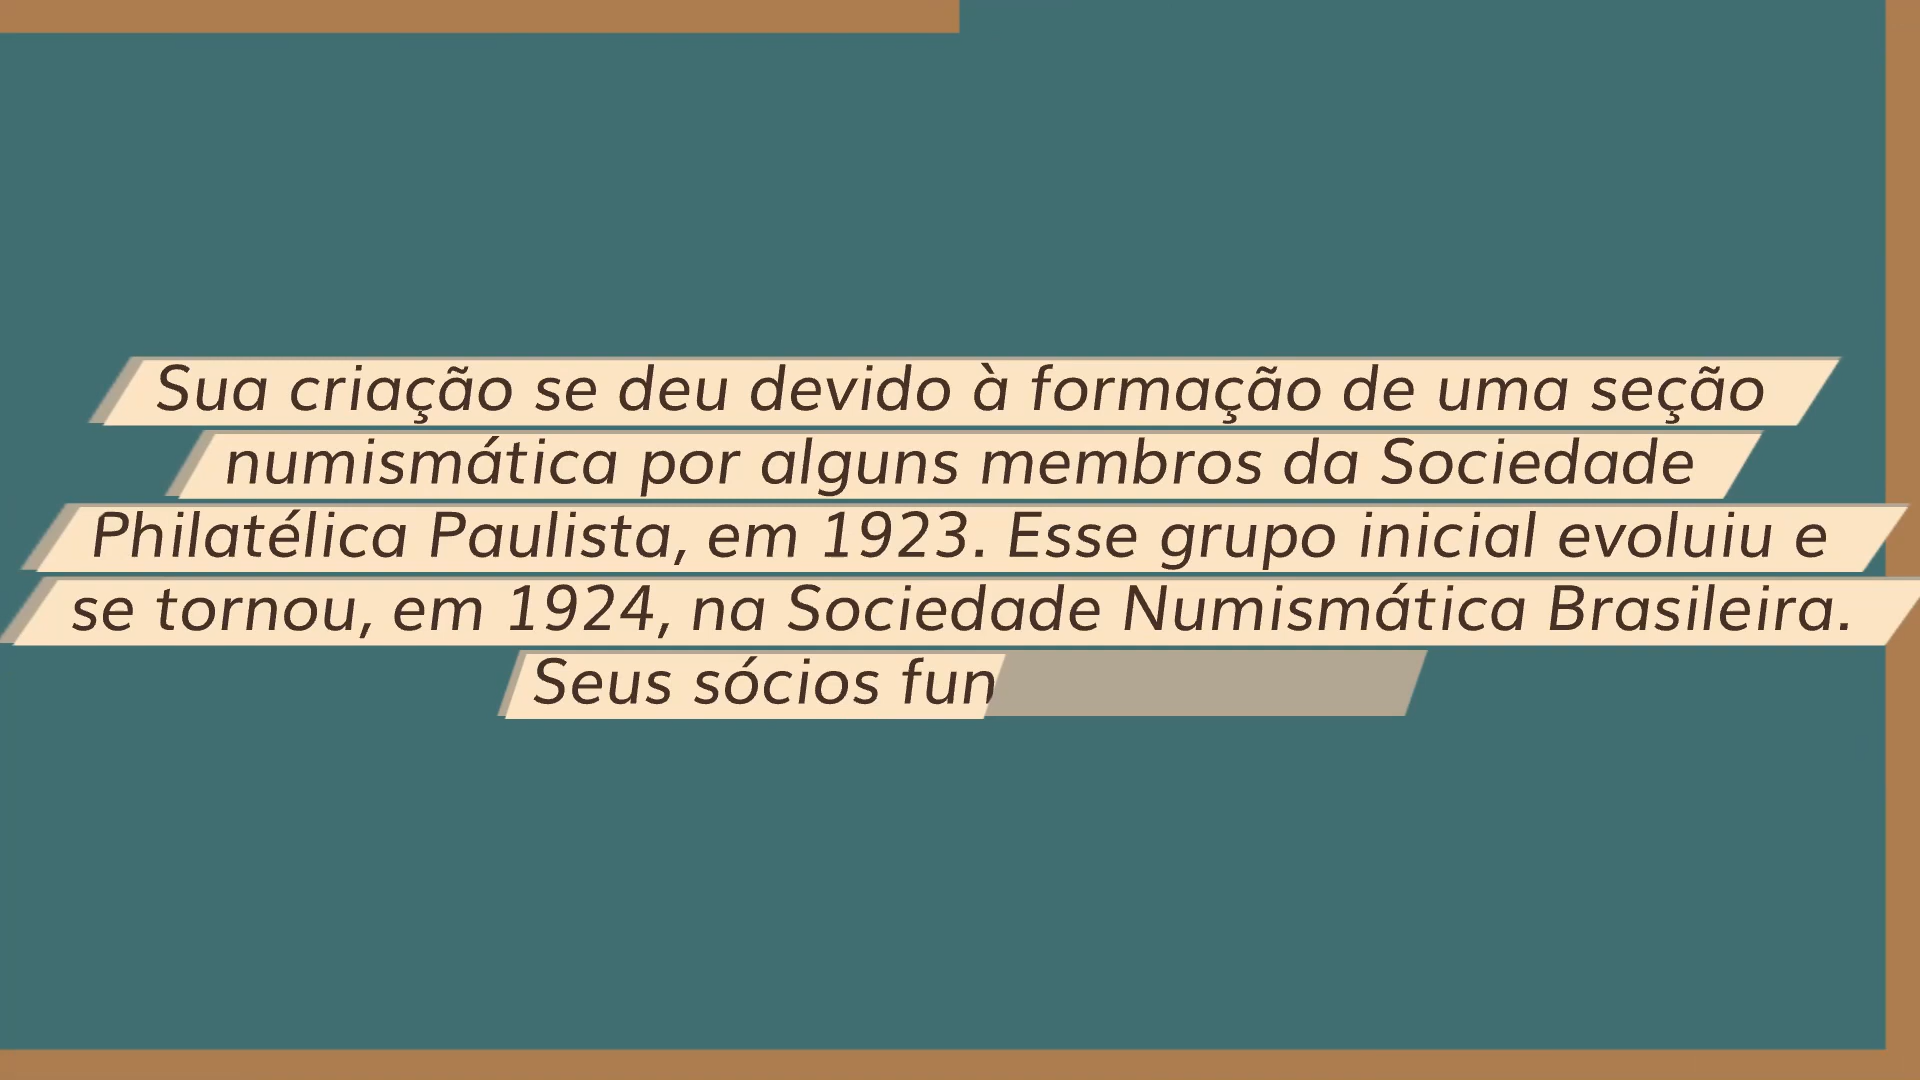 Sua criação se deu devido à formação de uma seção
numismática por alguns membros da Sociedade
Philatélica Paulista, em 1923. Esse grupo inicial evoluiu e
se tornou, em 1924, na Sociedade Numismática Brasileira.
Seus sócios fun